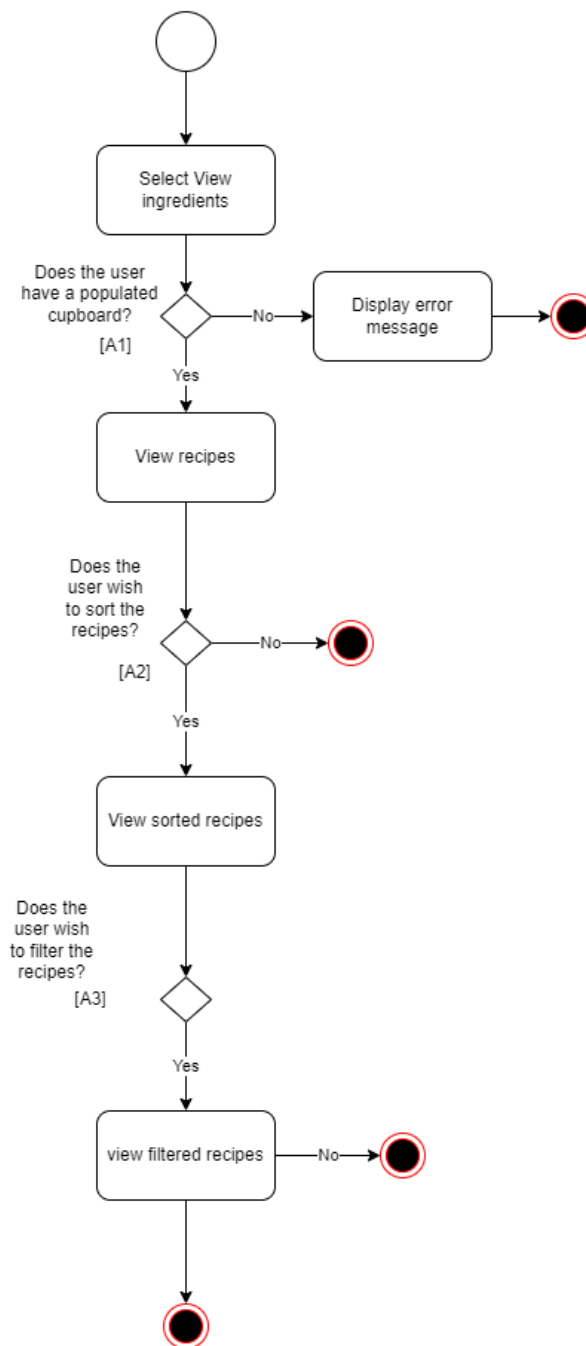 Select View
ingredients
Does the user
have a populated
cupboard?
[A1]
No
Display error
message
Yes
View recipes
Does the
user wish
to sort the
recipes?
[A2]
No
Yes
View sorted recipes
Does the
user wish
to filter the
recipes?
[A3]
Yes
view filtered recipes
No